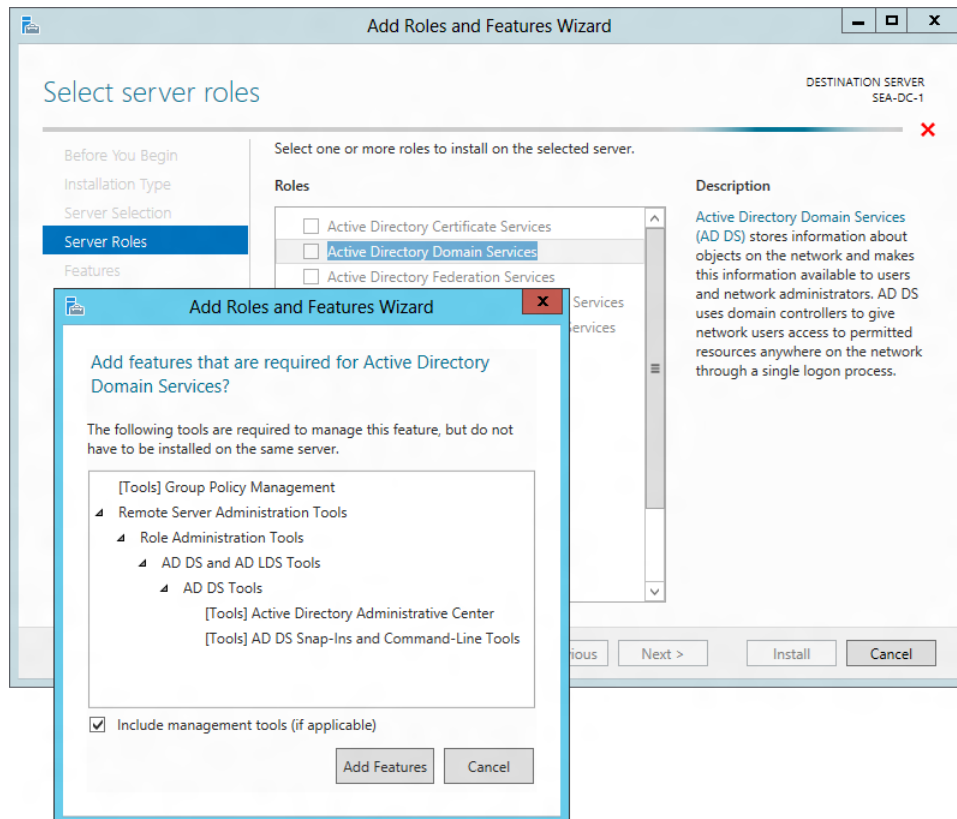 Add Roles and Features Wizard
Select server roles
DESTINATION SERVER
SEA-DC-1
Before You Begin
Installation Type
Server Selection
Server Roles
Features
Select one or more roles to install on the selected server.
Roles
Active Directory Certificate Services
Active Directory Domain Services
Active Directory Federation Services
Services
ervices
Description
Active Directory Domain Services
(AD DS) stores information about
objects on the network and makes
this information available to users
and network administrators. AD DS
uses domain controllers to give
network users access to permitted
resources anywhere on the network
through a single logon process.
Add Roles and Features Wizard
Add features that are required for Active Directory
Domain Services?
The following tools are required to manage this feature, but do not
have to be installed on the same server.
[Tools] Group Policy Management
Remote Server Administration Tools
Role Administration Tools
AD DS and AD LDS Tools
AD DS Tools
[Tools] Active Directory Administrative Center
[Tools] AD DS Snap-Ins and Command-Line Tools
Include management tools (if applicable)
Add Features
Cancel
ious
Next >
Install
Cancel